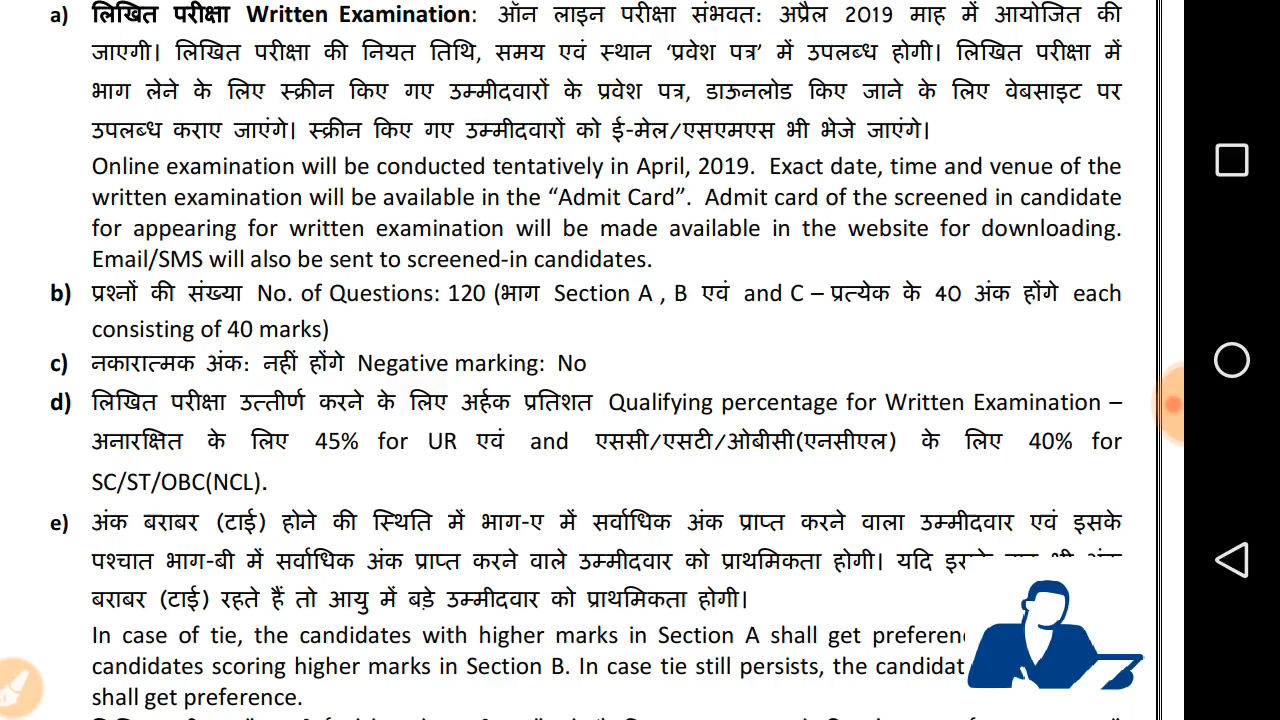 a) लिखित परीक्षा Written Examination: ऑन लाइन परीक्षा संभवत: अप्रैल 2019 माह में आयोजित की
जाएगी। लिखित परीक्षा की नियत तिथि, समय एवं स्थान ‘प्रवेश पत्र’ में उपलब्ध होगी। लिखित परीक्षा में
भाग लेने के लिए स्क्रीन किए गए उम्मीदवारों के प्रवेश पत्र, डाऊनलोड किए जाने के लिए वेबसाइट पर
उपलब्ध कराए जाएंगे। स्क्रीन किए गए उम्मीदवारों को ई-मेल/एसएमएस भी भेजे जाएंगे।
Online examination will be conducted tentatively in April, 2019. Exact date, time and venue of the
written examination will be available in the “Admit Card”. Admit card of the screened in candidate
for appearing for written examination will be made available in the website for downloading.
Email/SMS will also be sent to screened-in candidates.
b) प्रश्नों की संख्या No. of Questions: 120 (भाग Section A , B एवं and C – प्रत्येक के 40 अंक होंगे each
consisting of 40 marks)
c) नकारात्मक अंक: नहीं होंगे Negative marking: No
d) लिखित परीक्षा उत्तीर्ण करने के लिए अर्हक प्रतिशत Qualifying percentage for Written Examination –
अनारक्षित के लिए 45% for UR एवं and एससी/एसटी/ओबीसी(एनसीएल) के लिए 40% for
SC/ST/OBC(NCL).
e) अंक बराबर (टाई) होने की स्थिति में भाग-ए में सर्वाधिक अंक प्राप्त करने वाला उम्मीदवार एवं इसके
पश्चात भाग-बी में सर्वाधिक अंक प्राप्त करने वाले उम्मीदवार को प्राथमिकता होगी। यदि
बराबर (टाई) रहते हैं तो आयु में बड़े उम्मीदवार को प्राथमिकता होगी।
In case of tie, the candidates with higher marks in Section A shall get
candidates scoring higher marks in Section B. In case tie still persists, the
shall get preference.